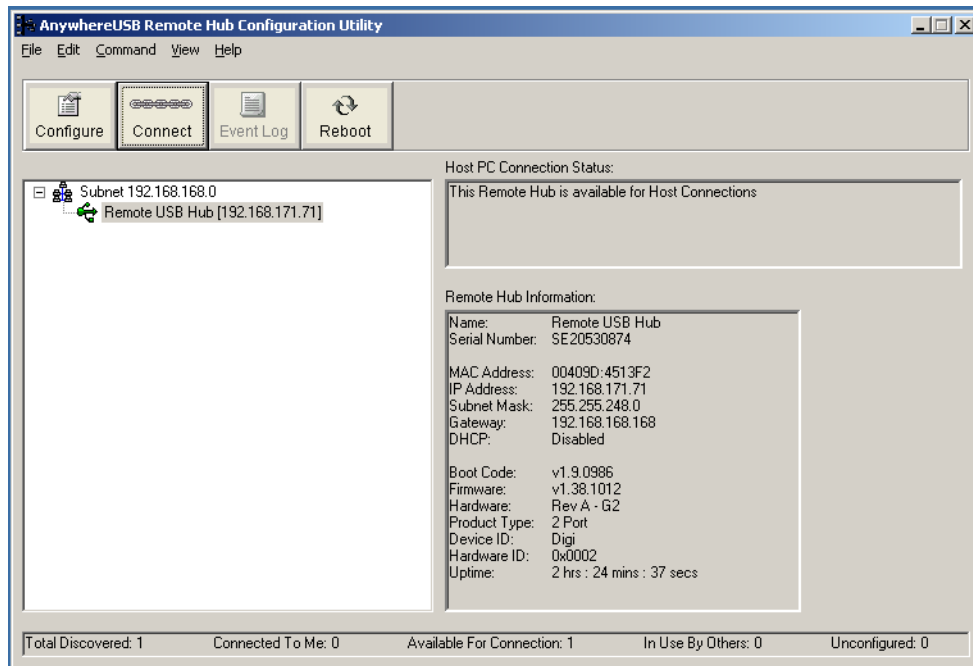 AnywhereUSB Remote Hub Configuration Utility
File Edit Command View Help
Configure Connect Event Log Reboot
Subnet 192.168.168.0
Remote USB Hub [192.168.171.71]
Host PC Connection Status:
This Remote Hub is available for Host Connections
Remote Hub Information:
Name: Remote USB Hub
Serial Number: SE20530874
MAC Address: 00409D:4513F2
IP Address: 192.168.171.71
Subnet Mask: 255.255.248.0
Gateway: 192.168.168.168
DHCP: Disabled
Boot Code: v1.9.0986
Firmware: v1.38.1012
Hardware: Rev A - G2
Product Type: 2 Port
Device ID: Digi
Hardware ID: 0x0002
Uptime: 2 hrs : 24 mins : 37 secs
Total Discovered: 1 Connected To Me: 0 Available For Connection: 1 In Use By Others: 0 Unconfigured: 0